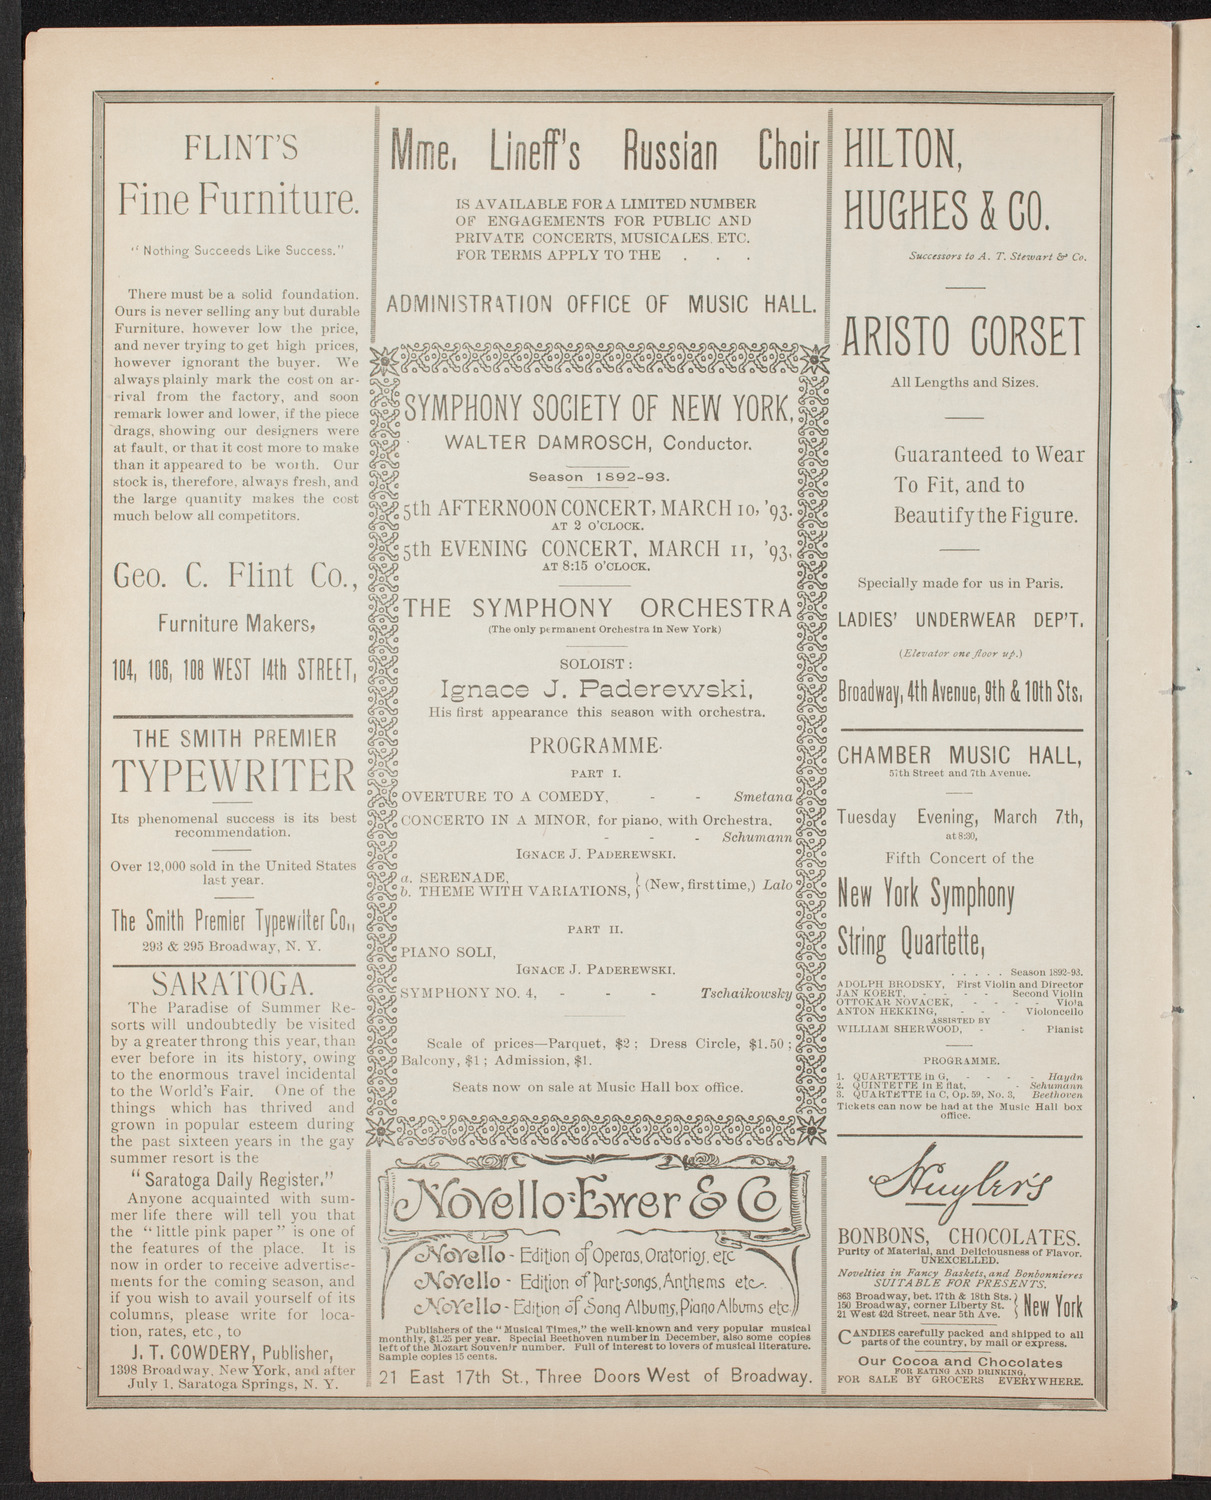 FLINT'S
Fine Furniture.
"Nothing Succeeds Like Success."
There must be a solid foundation.
Ours is never selling any but durable
Furniture, however low the price,
and never trying to get high prices,
however ignorant the buyer. We
always plainly mark the cost on ar-
rival from the factory, and soon
remark lower and lower, if the piece
drags, showing our designers were
at fault, or that it cost more to make
than it appeared to be worth. Our
stock is, therefore, always fresh, and
the large quantity makes the cost
much below all competitors.
Geo. C. Flint Co.,
Furniture Makers,
104, 106, 108 WEST 14th STREET,
THE SMITH PREMIER
TYPEWRITER
Its phenomenal success is its best
recommendation.
Over 12,000 sold in the United States
last year.
The Smith Premier Typewriter Co.,
293 & 295 Broadway, N. Y.
SARATOGA.
The Paradise of Summer Re-
sorts will undoubtedly be visited
by a greater throng this year, than
ever before in its history, owing
to the enormous travel incidental
to the World's Fair. One of the
things which has thrived and
grown in popular esteem during
the past sixteen years in the gay
summer resort is the
"Saratoga Daily Register."
Anyone acquainted with sum-
mer life there will tell you that
the "little pink paper" is one of
the features of the place. It is
now in order to receive advertise-
ments for the coming season, and
if you wish to avail yourself of its
columns, please write for loca-
tion, rates, etc., to
J. T. COWDERY, Publisher,
1398 Broadway, New York, and after
July 1, Saratoga Springs, N. Y.
Mme. Lineff's Russian Choir
IS AVAILABLE FOR A LIMITED NUMBER
OF ENGAGEMENTS FOR PUBLIC AND
PRIVATE CONCERTS, MUSICALES, ETC.
FOR TERMS APPLY TO THE . . .
ADMINISTRATION OFFICE OF MUSIC HALL.
SYMPHONY SOCIETY OF NEW YORK,
WALTER DAMROSCH, Conductor.
Season 1892-93.
5th AFTERNOON CONCERT, MARCH 10, '93.
AT 2 O'CLOCK.
5th EVENING CONCERT, MARCH 11, '93,
AT 8:15 O'CLOCK.
THE SYMPHONY ORCHESTRA
(The only permanent Orchestra in New York)
SOLOIST:
Ignace J. Paderewski,
His first appearance this season with orchestra.
PROGRAMME.
PART I.
OVERTURE TO A COMEDY, - - Smetana
CONCERTO IN A MINOR, for piano, with Orchestra,
- - - Schumann
IGNACE J. PADEREWSKI.
a. SERENADE,
b. THEME WITH VARIATIONS, } (New, first time,) Lalo
PART II.
PIANO SOLI,
IGNACE J. PADEREWSKI.
SYMPHONY NO. 4, - - - Tschaikowsky
Scale of prices—Parquet, $2; Dress Circle, $1.50;
Balcony, $1; Admission, $1.
Seats now on sale at Music Hall box office.
Novello-Ewer & Co
Novello - Edition of Operas, Oratorios, etc
Novello - Edition of Part-songs, Anthems etc.
Novello - Edition of Song Albums, Piano Albums etc.
Publishers of the "Musical Times," the well-known and very popular musical
monthly, $1.25 per year. Special Beethoven number in December, also some copies
left of the Mozart Souvenir number. Full of interest to lovers of musical literature.
Sample copies 15 cents.
21 East 17th St., Three Doors West of Broadway.
HILTON,
HUGHES & CO.
Successors to A. T. Stewart & Co.
ARISTO CORSET
All Lengths and Sizes.
Guaranteed to Wear
To Fit, and to
Beautify the Figure.
Specially made for us in Paris.
LADIES' UNDERWEAR DEP'T.
(Elevator one floor up.)
Broadway, 4th Avenue, 9th & 10th Sts.
CHAMBER MUSIC HALL,
57th Street and 7th Avenue.
Tuesday Evening, March 7th,
at 8:30,
Fifth Concert of the
New York Symphony
String Quartette,
. . . . . Season 1892-93.
ADOLPH BRODSKY, First Violin and Director
JAN KOERT, - - - - Second Violin
OTTOKAR NOVACEK, - - - - Viola
ANTON HEKKING, - - - Violoncello
ASSISTED BY
WILLIAM SHERWOOD, - - Pianist
PROGRAMME.
1. QUARTETTE in G, - - - - Haydn
2. QUINTETTE in E flat, - Schumann
3. QUARTETTE in C, Op. 59, No. 3, Beethoven
Tickets can now be had at the Music Hall box
office.
Huyler's
BONBONS, CHOCOLATES.
Purity of Material, and Deliciousness of Flavor.
UNEXCELLED.
Novelties in Fancy Baskets, and Bonbonnieres
SUITABLE FOR PRESENTS.
863 Broadway, bet. 17th & 18th Sts.
150 Broadway, corner Liberty St. } New York
21 West 42d Street, near 5th Ave.
CANDIES carefully packed and shipped to all
parts of the country, by mail or express.
Our Cocoa and Chocolates
FOR EATING AND DRINKING,
FOR SALE BY GROCERS EVERYWHERE.